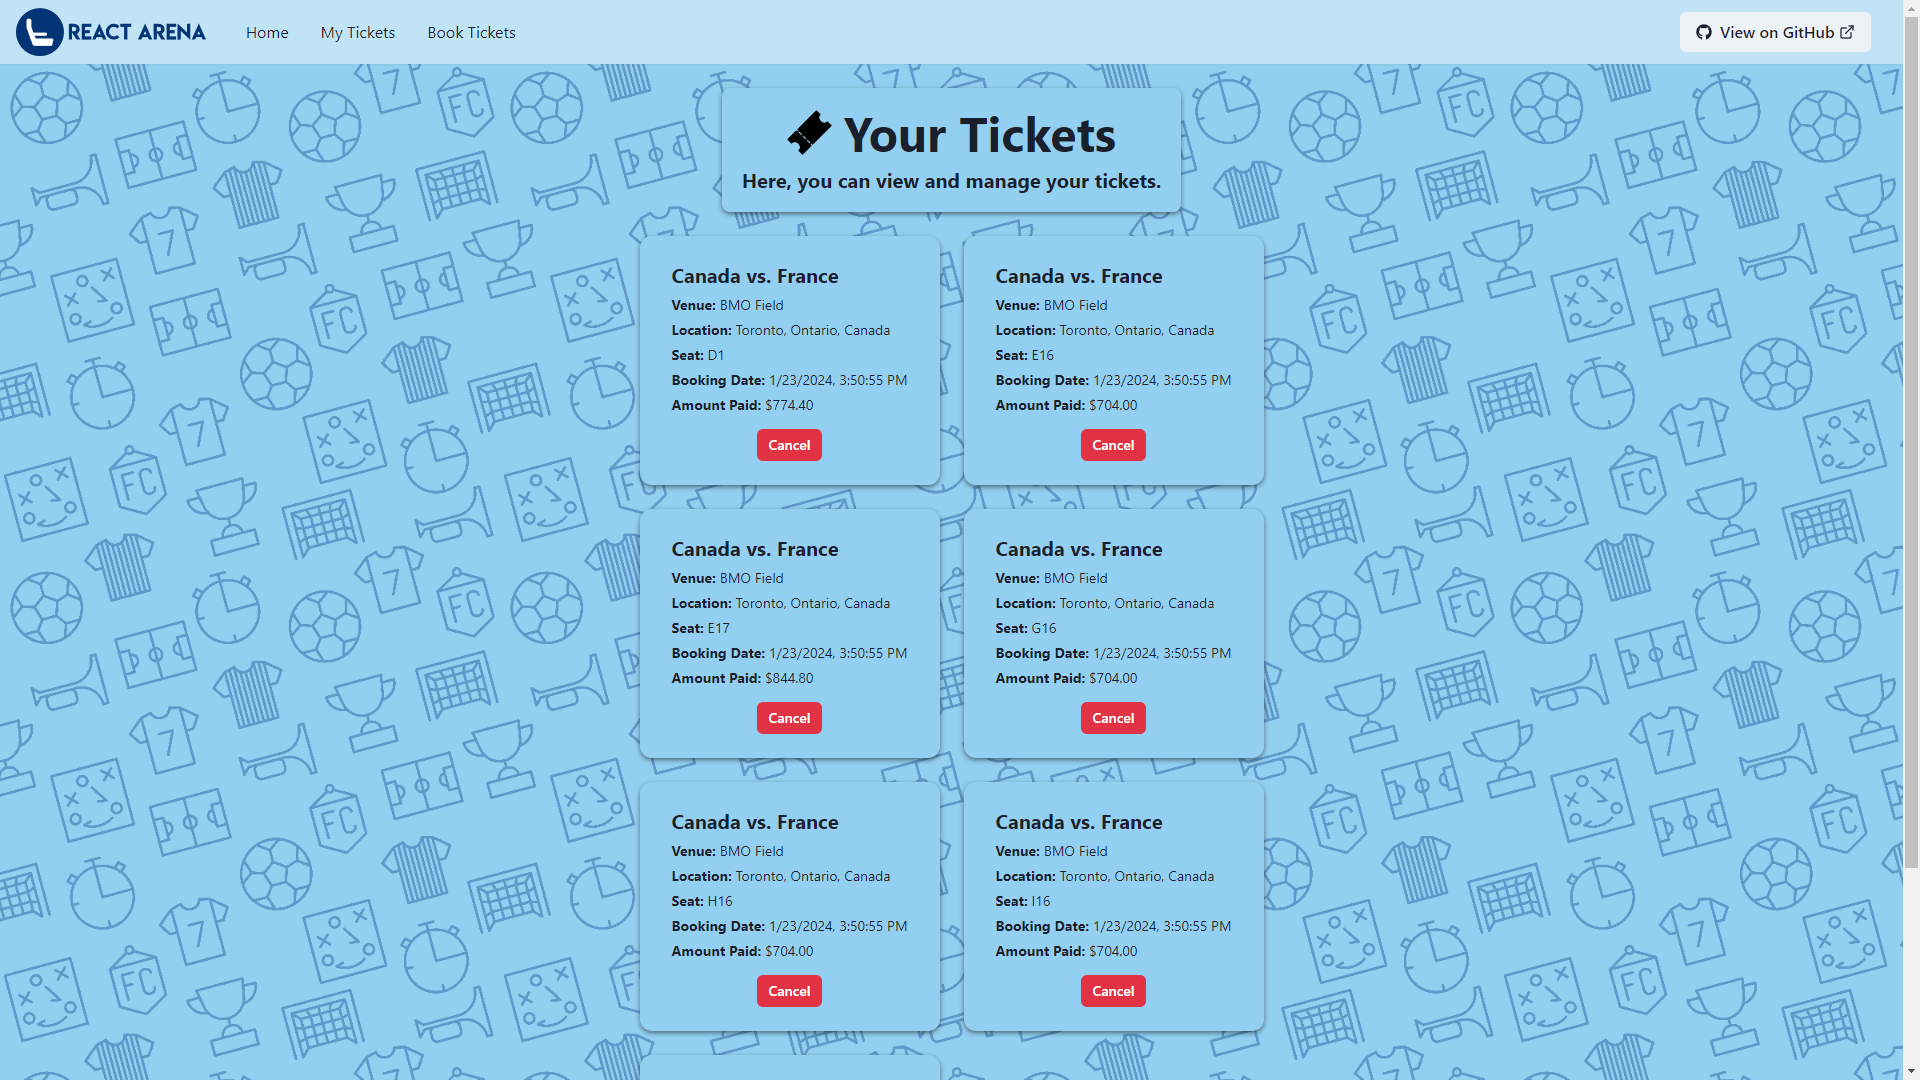 REACT ARENA
Home
My Tickets
Book Tickets
View on GitHub
Your Tickets
Here, you can view and manage your tickets.
Canada vs. France
Venue: BMO Field
Location: Toronto, Ontario, Canada
Seat: D1
Booking Date: 1/23/2024, 3:50:55 PM
Amount Paid: $774.40
Cancel
Canada vs. France
Venue: BMO Field
Location: Toronto, Ontario, Canada
Seat: E16
Booking Date: 1/23/2024, 3:50:55 PM
Amount Paid: $704.00
Cancel
Canada vs. France
Venue: BMO Field
Location: Toronto, Ontario, Canada
Seat: E17
Booking Date: 1/23/2024, 3:50:55 PM
Amount Paid: $844.80
Cancel
Canada vs. France
Venue: BMO Field
Location: Toronto, Ontario, Canada
Seat: G16
Booking Date: 1/23/2024, 3:50:55 PM
Amount Paid: $704.00
Cancel
Canada vs. France
Venue: BMO Field
Location: Toronto, Ontario, Canada
Seat: H16
Booking Date: 1/23/2024, 3:50:55 PM
Amount Paid: $704.00
Cancel
Canada vs. France
Venue: BMO Field
Location: Toronto, Ontario, Canada
Seat: I16
Booking Date: 1/23/2024, 3:50:55 PM
Amount Paid: $704.00
Cancel